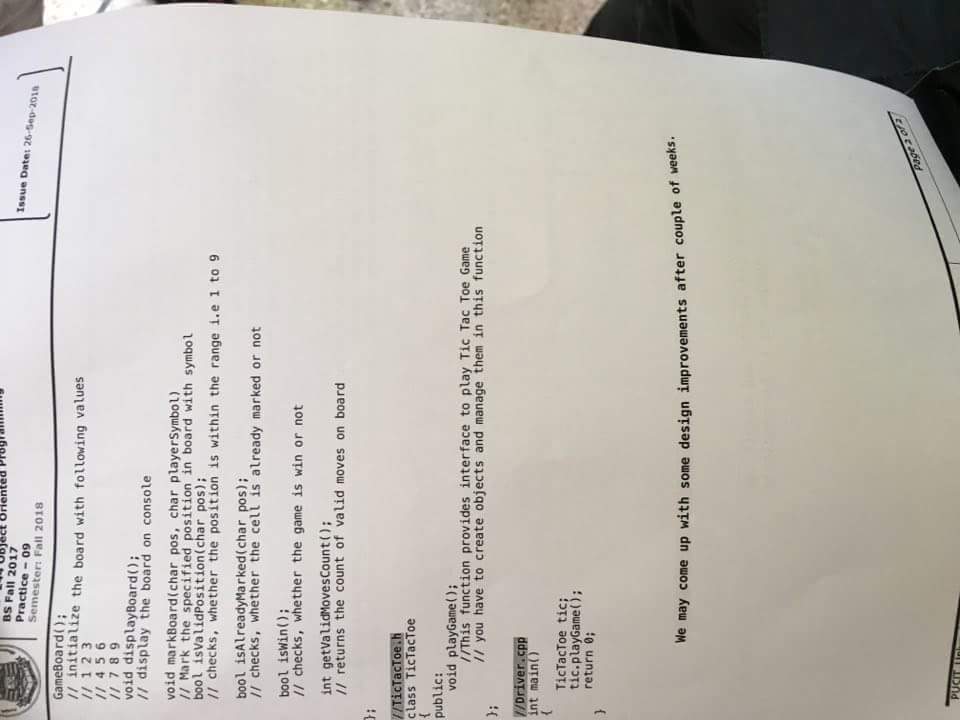 Object Oriented Programming
BS Fall 2017
Practice – 09
Semester: Fall 2018
Issue Date: 26-Sep-2018
GameBoard();
// initialize the board with following values
// 1 2 3
// 4 5 6
// 7 8 9
void displayBoard();
// display the board on console
void markBoard(char pos, char playerSymbol)
// Mark the specified position in board with symbol
bool isValidPosition(char pos);
// checks, whether the position is within the range i.e 1 to 9
bool isAlreadyMarked(char pos);
// checks, whether the cell is already marked or not
bool isWin();
// checks, whether the game is win or not
int getValidMovesCount();
// returns the count of valid moves on board
};
//TicTacToe.h
class TicTacToe
{
public:
void playGame();
//This function provides interface to play Tic Tac Toe Game
// you have to create objects and manage them in this function
};
//Driver.cpp
int main()
{
TicTacToe tic;
tic.playGame();
return 0;
}
We may come up with some design improvements after couple of weeks.
Page 2 of 2
PUCIT